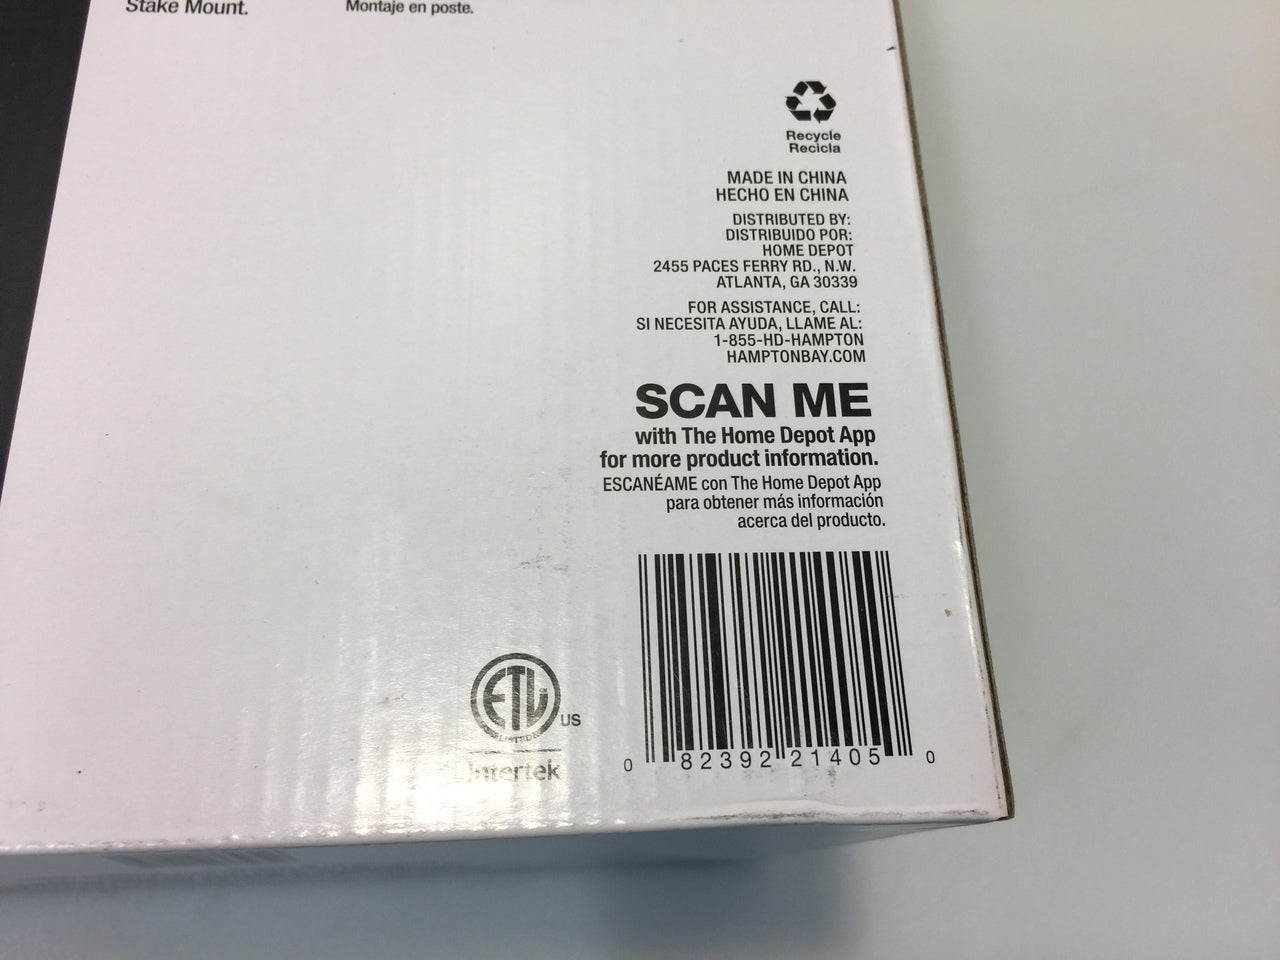 Stake Mount.
Montaje en poste.
Recycle
Recicla
MADE IN CHINA
HECHO EN CHINA
DISTRIBUTED BY:
DISTRIBUIDO POR:
HOME DEPOT
2455 PACES FERRY RD., N.W.
ATLANTA, GA 30339
FOR ASSISTANCE, CALL:
SI NECESITA AYUDA, LLAME AL:
1-855-HD-HAMPTON
HAMPTONBAY.COM
SCAN ME
with The Home Depot App
for more product information.
ESCANÉAME con The Home Depot App
para obtener más información
acerca del producto.
ETL
LISTED
US
Intertek
0 82392 21405 0